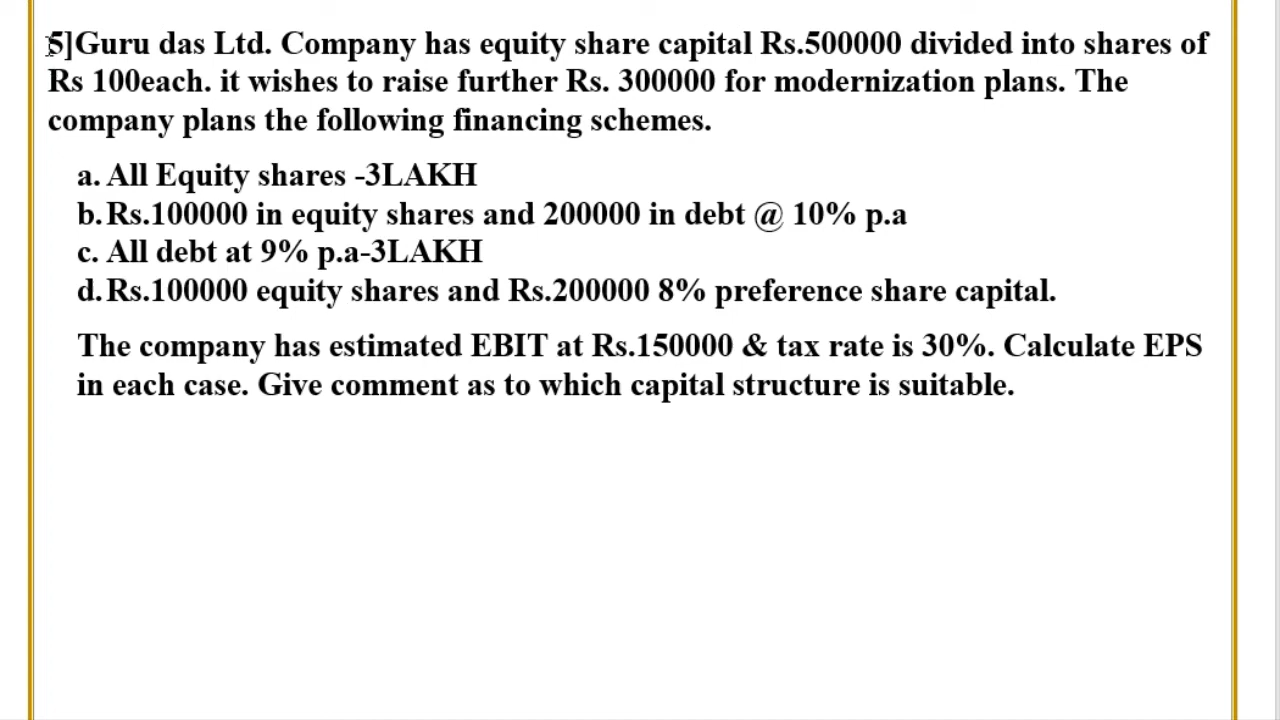 5]Guru das Ltd. Company has equity share capital Rs.500000 divided into shares of
Rs 100each. it wishes to raise further Rs. 300000 for modernization plans. The
company plans the following financing schemes.
a. All Equity shares -3LAKH
b. Rs.100000 in equity shares and 200000 in debt @ 10% p.a
c. All debt at 9% p.a-3LAKH
d. Rs.100000 equity shares and Rs.200000 8% preference share capital.
The company has estimated EBIT at Rs.150000 & tax rate is 30%. Calculate EPS
in each case. Give comment as to which capital structure is suitable.